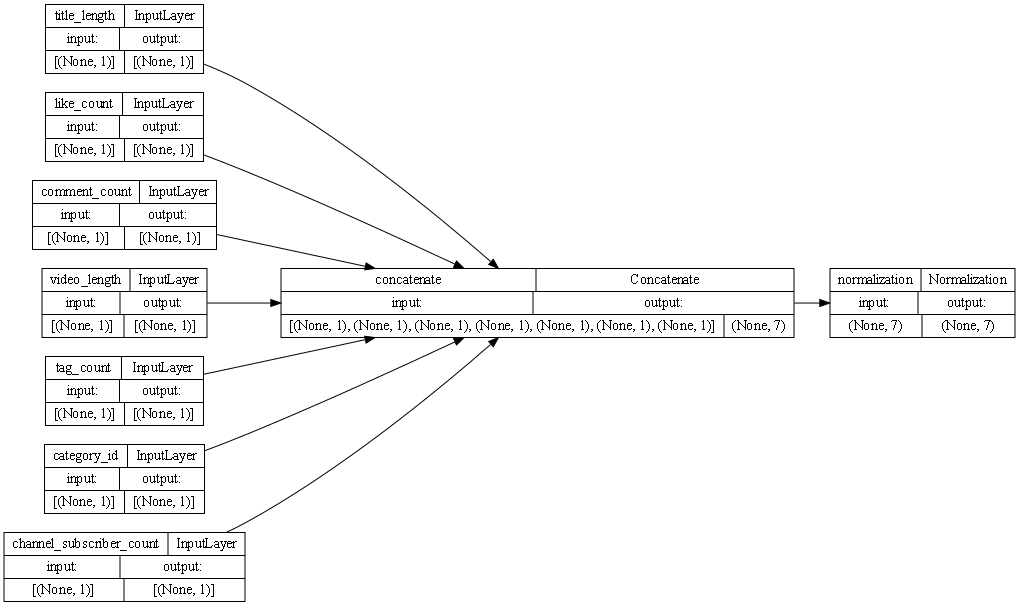 title_length InputLayer
input: output:
[(None, 1)] [(None, 1)]
like_count InputLayer
input: output:
[(None, 1)] [(None, 1)]
comment_count InputLayer
input: output:
[(None, 1)] [(None, 1)]
video_length InputLayer
input: output:
[(None, 1)] [(None, 1)]
tag_count InputLayer
input: output:
[(None, 1)] [(None, 1)]
category_id InputLayer
input: output:
[(None, 1)] [(None, 1)]
channel_subscriber_count InputLayer
input: output:
[(None, 1)] [(None, 1)]
concatenate Concatenate
input: output:
[(None, 1), (None, 1), (None, 1), (None, 1), (None, 1), (None, 1), (None, 1)] (None, 7)
normalization Normalization
input: output:
(None, 7) (None, 7)